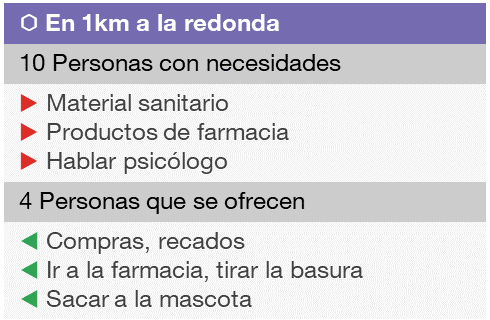 En 1km a la redonda
10 Personas con necesidades
Material sanitario
Productos de farmacia
Hablar psicólogo
4 Personas que se ofrecen
Compras, recados
Ir a la farmacia, tirar la basura
Sacar a la mascota